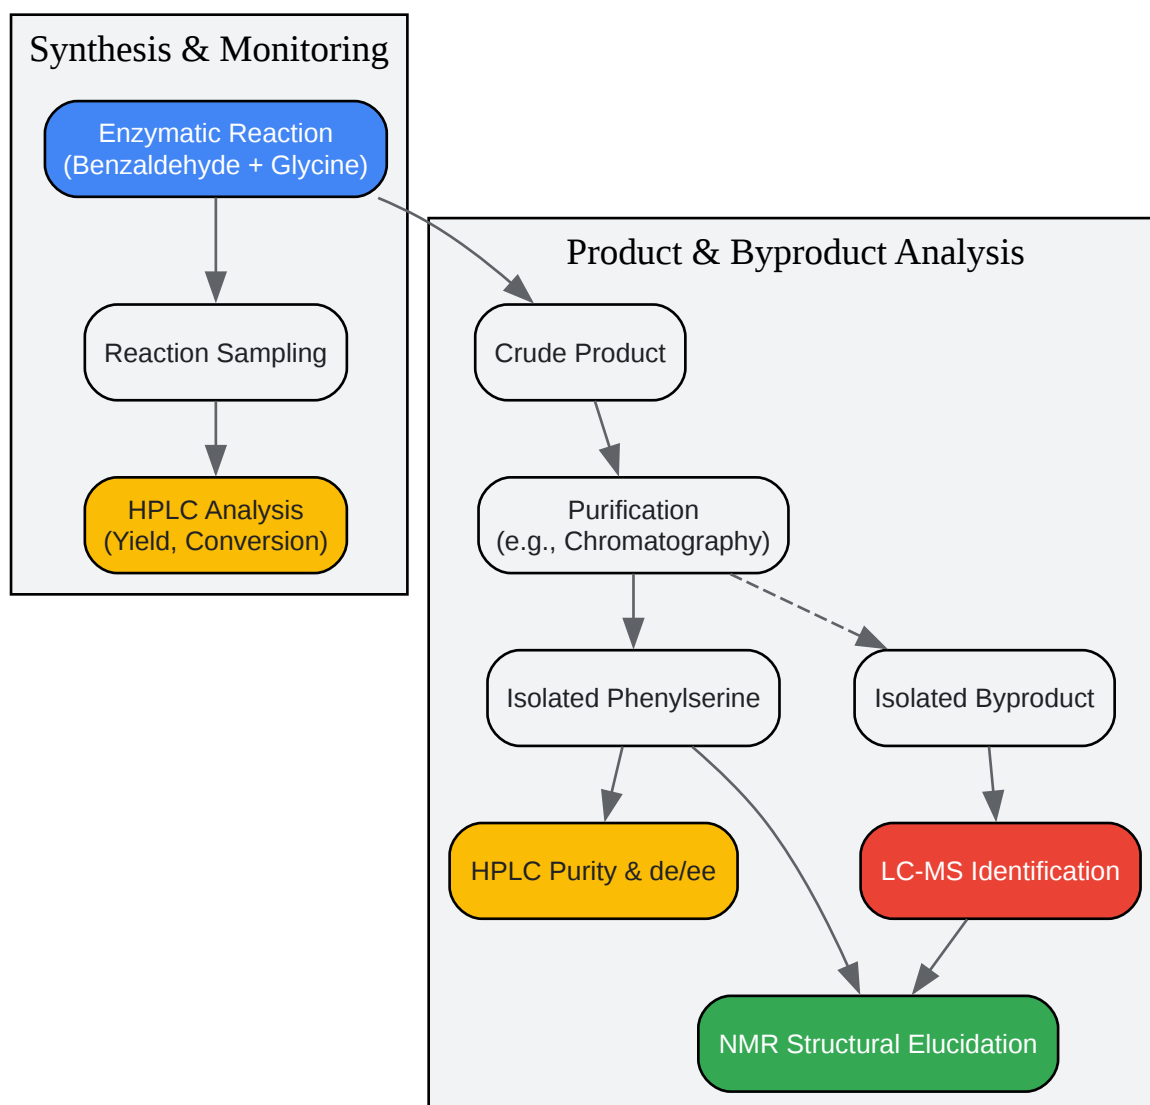 Synthesis & Monitoring
Enzymatic Reaction
(Benzaldehyde + Glycine)
Reaction Sampling
HPLC Analysis
(Yield, Conversion)
Product & Byproduct Analysis
Crude Product
Purification
(e.g., Chromatography)
Isolated Phenylserine
Isolated Byproduct
HPLC Purity & de/ee
LC-MS Identification
NMR Structural Elucidation